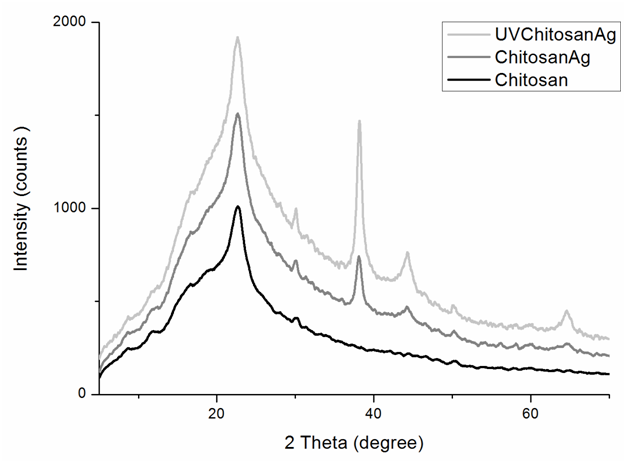 2000
UVChitosanAg
ChitosanAg
Chitosan
Intensity (counts )
1000
0
20
40
60
2 Theta (degree)